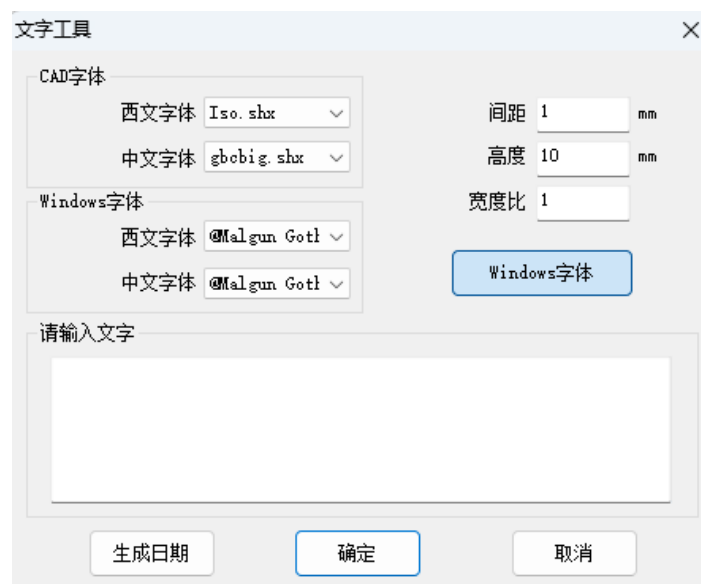 文字工具
CAD字体
西文字体 Iso.shx
中文字体 gbcbig.shx
间距 1 mm
高度 10 mm
宽度比 1
Windows字体
西文字体 @Malgun Goth
中文字体 @Malgun Goth
Windows字体
请输入文字
生成日期
确定
取消